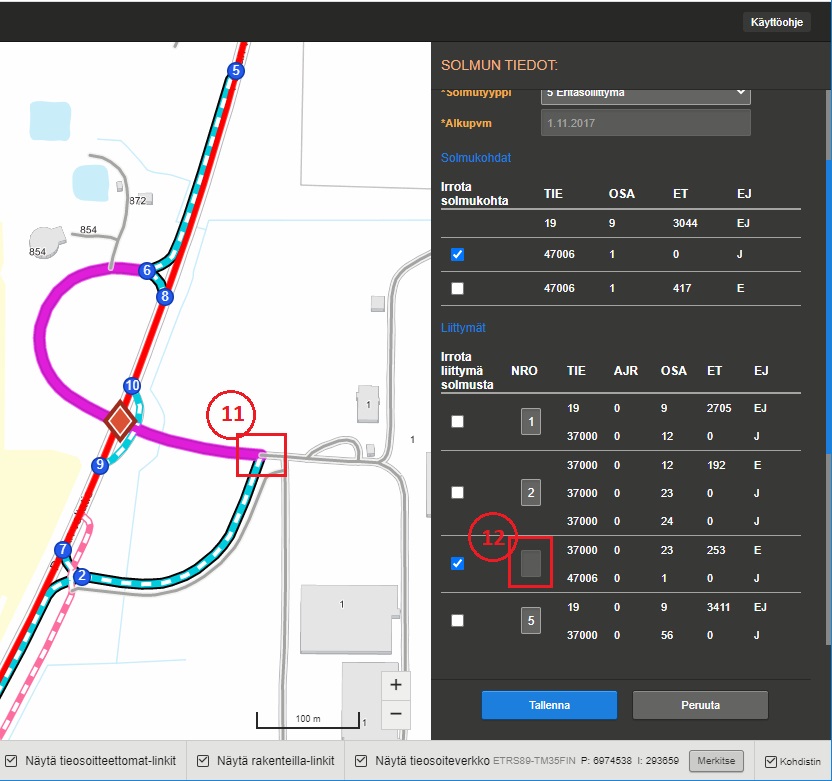 Käyttöohje
SOLMUN TIEDOT:
*Solmutyyppi 5 Eritasoliittymä
*Alkupvm 1.11.2017
Solmukohdat
Irrota solmukohta TIE OSA ET EJ
19 9 3044 EJ
47006 1 0 J
47006 1 417 E
Liittymät
Irrota liittymä solmusta NRO TIE AJR OSA ET EJ
1 19 0 9 2705 EJ
37000 0 12 0 J
2 37000 0 12 192 E
37000 0 23 0 J
37000 0 24 0 J
12
37000 0 23 253 E
47006 0 1 0 J
5 19 0 9 3411 EJ
37000 0 56 0 J
Tallenna Peruuta
5
872
854
854
6
8
10
11
1
1
9
7
2
1
1
+
−
100 m
Näytä tieosoitteettomat-linkit Näytä rakenteilla-linkit Näytä tieosoiteverkko ETRS89-TM35FIN P: 6974538 I: 293659 Merkitse Kohdistin